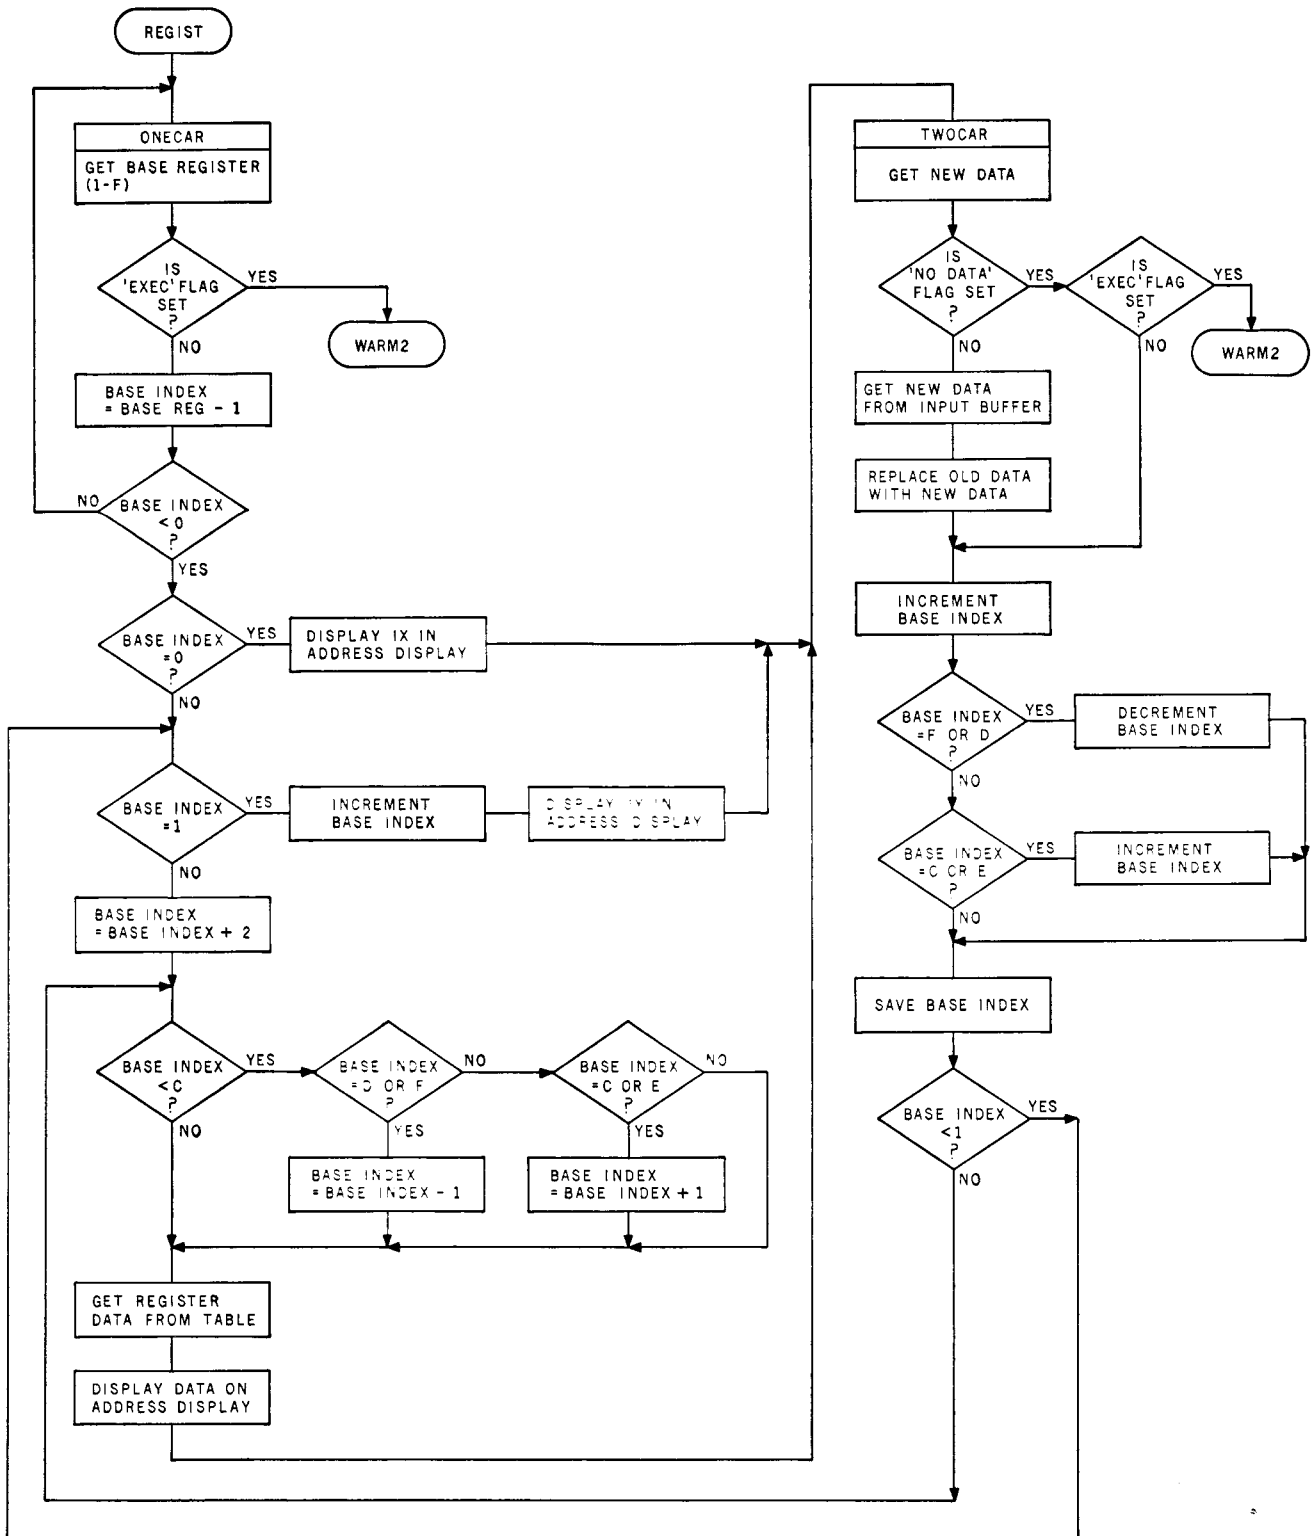 REGIST
ONECAR
GET BASE REGISTER
(1-F)
IS
'EXEC' FLAG
SET
?
YES
WARM2
NO
BASE INDEX
= BASE REG - 1
BASE INDEX
<0
?
NO
YES
BASE INDEX
=0
?
YES
DISPLAY IX IN
ADDRESS DISPLAY
NO
BASE INDEX
=1
YES
INCREMENT
BASE INDEX
DISPLAY IY IN
ADDRESS DISPLAY
NO
BASE INDEX
= BASE INDEX + 2
BASE INDEX
<C
?
YES
BASE INDEX
=D OR F
?
NO
BASE INDEX
=C OR E
?
NO
NO
YES
YES
BASE INDEX
= BASE INDEX - 1
BASE INDEX
= BASE INDEX + 1
GET REGISTER
DATA FROM TABLE
DISPLAY DATA ON
ADDRESS DISPLAY
TWOCAR
GET NEW DATA
IS
'NO DATA'
FLAG SET
?
YES
IS
'EXEC' FLAG
SET
?
YES
WARM2
NO
NO
GET NEW DATA
FROM INPUT BUFFER
REPLACE OLD DATA
WITH NEW DATA
INCREMENT
BASE INDEX
BASE INDEX
=F OR D
?
YES
DECREMENT
BASE INDEX
NO
BASE INDEX
=C OR E
?
YES
INCREMENT
BASE INDEX
NO
SAVE BASE INDEX
BASE INDEX
<1
?
YES
NO